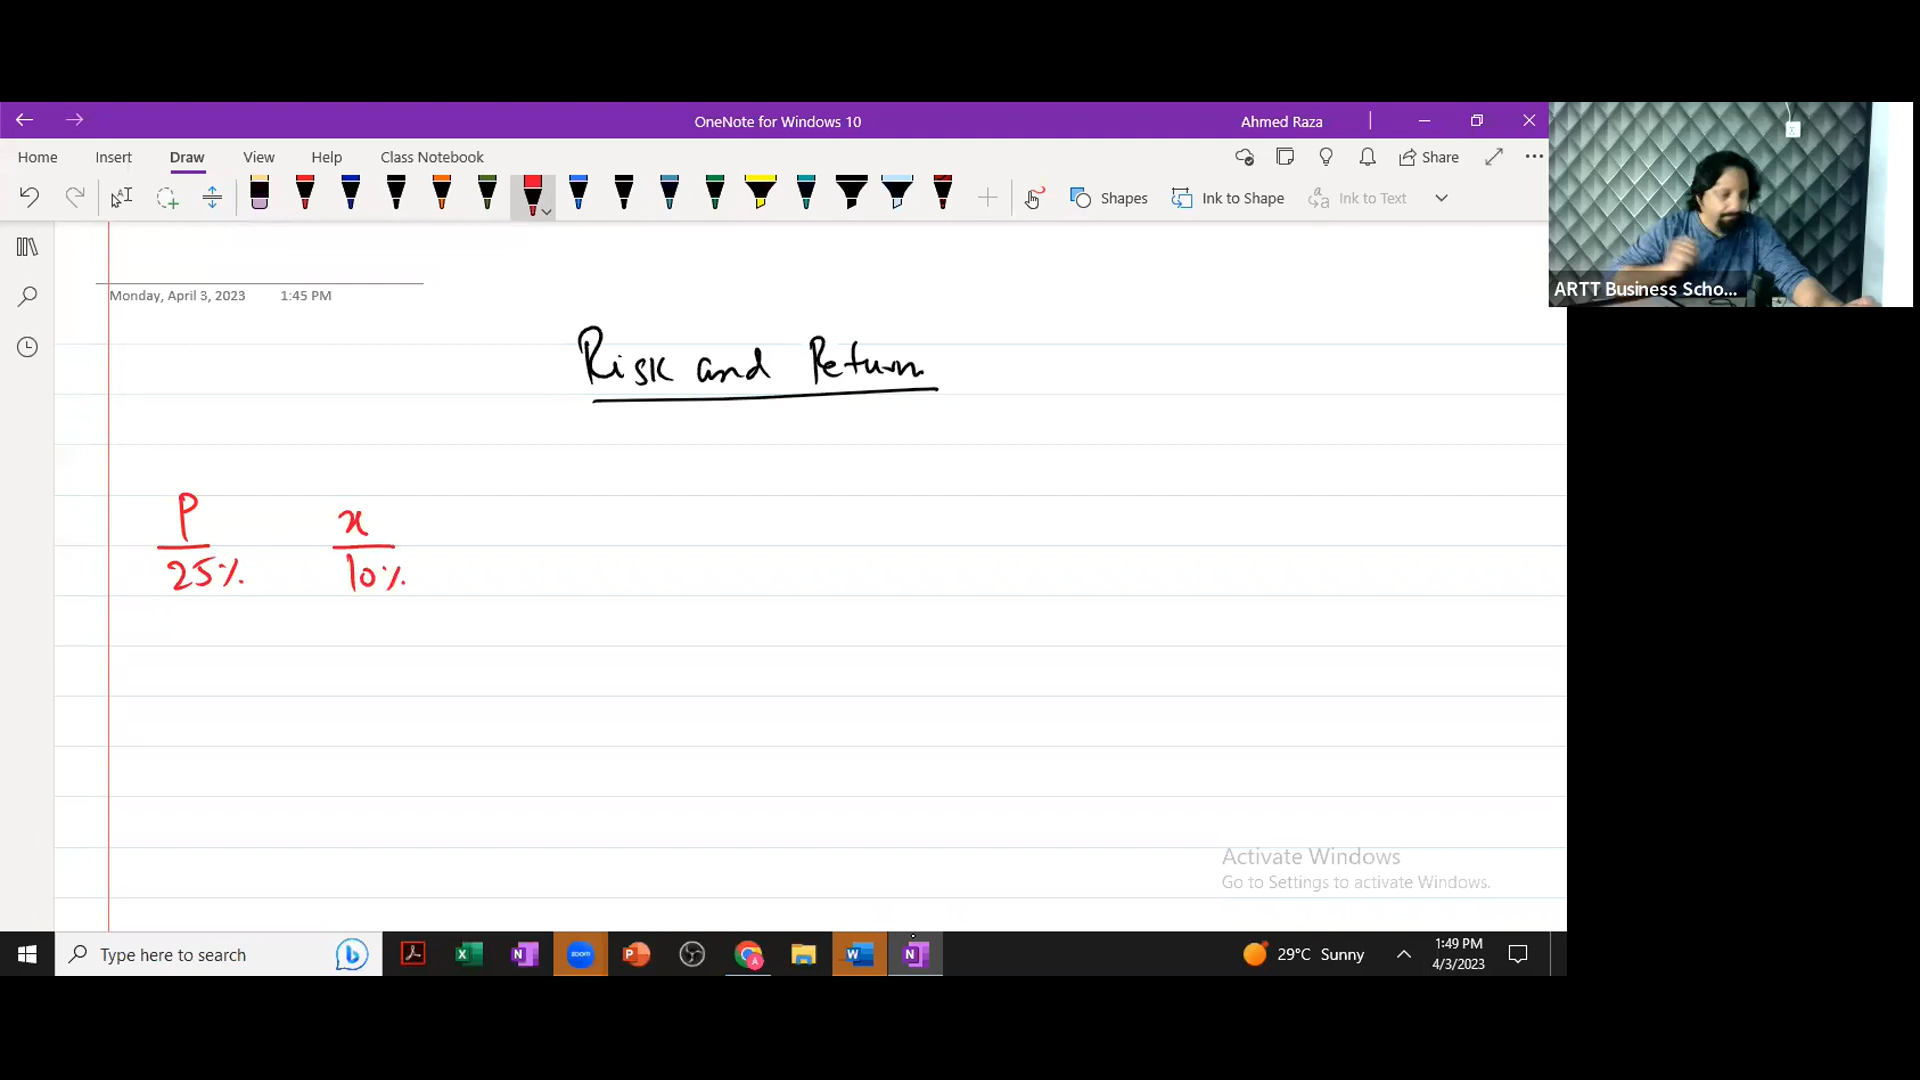 OneNote for Windows 10
Ahmed Raza
Home Insert Draw View Help Class Notebook
Share
Shapes Ink to Shape Ink to Text
ARTT Business Scho...
Monday, April 3, 2023 1:45 PM
Risk and Return
P x
25% 10%
Activate Windows
Go to Settings to activate Windows.
Type here to search
zoom
29°C Sunny
1:49 PM
4/3/2023